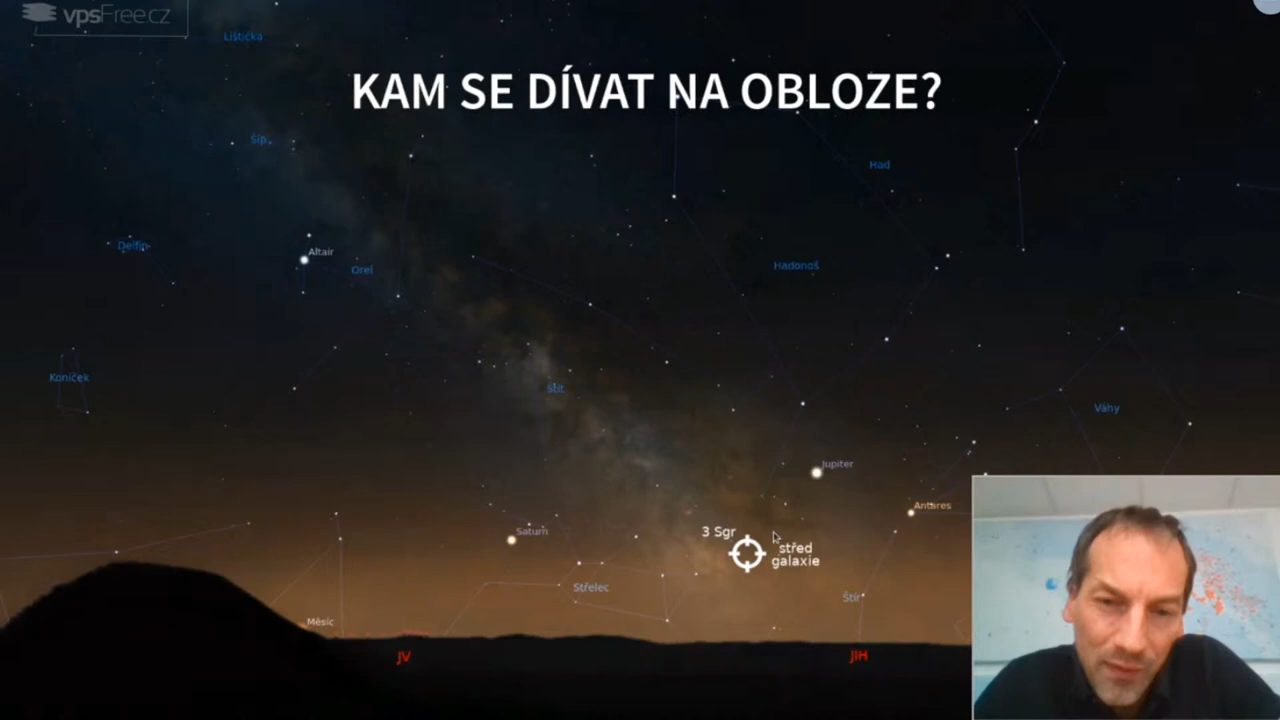 vpsFree.cz
Lištička
KAM SE DÍVAT NA OBLOZE?
Šíp
Had
Delfín
Altair
Orel
Hadonoš
Koníček
Štít
Váhy
Jupiter
Antares
Saturn
3 Sgr
střed
galaxie
Střelec
Štír
Měsíc
JV
JIH